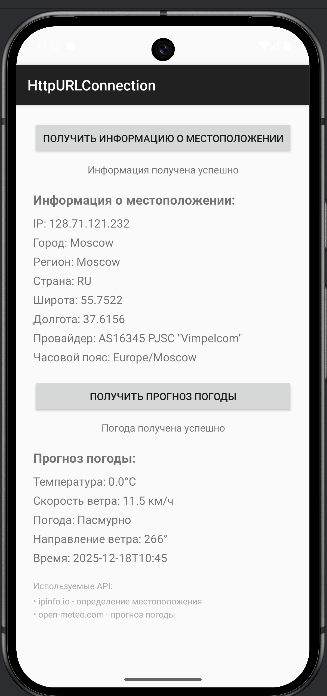 HttpURLConnection
ПОЛУЧИТЬ ИНФОРМАЦИЮ О МЕСТОПОЛОЖЕНИИ
Информация получена успешно
Информация о местоположении:
IP: 128.71.121.232
Город: Moscow
Регион: Moscow
Страна: RU
Широта: 55.7522
Долгота: 37.6156
Провайдер: AS16345 PJSC "Vimpelcom"
Часовой пояс: Europe/Moscow
ПОЛУЧИТЬ ПРОГНОЗ ПОГОДЫ
Погода получена успешно
Прогноз погоды:
Температура: 0.0°C
Скорость ветра: 11.5 км/ч
Погода: Пасмурно
Направление ветра: 266°
Время: 2025-12-18T10:45
Используемые API:
• ipinfo.io - определение местоположения
• open-meteo.com - прогноз погоды